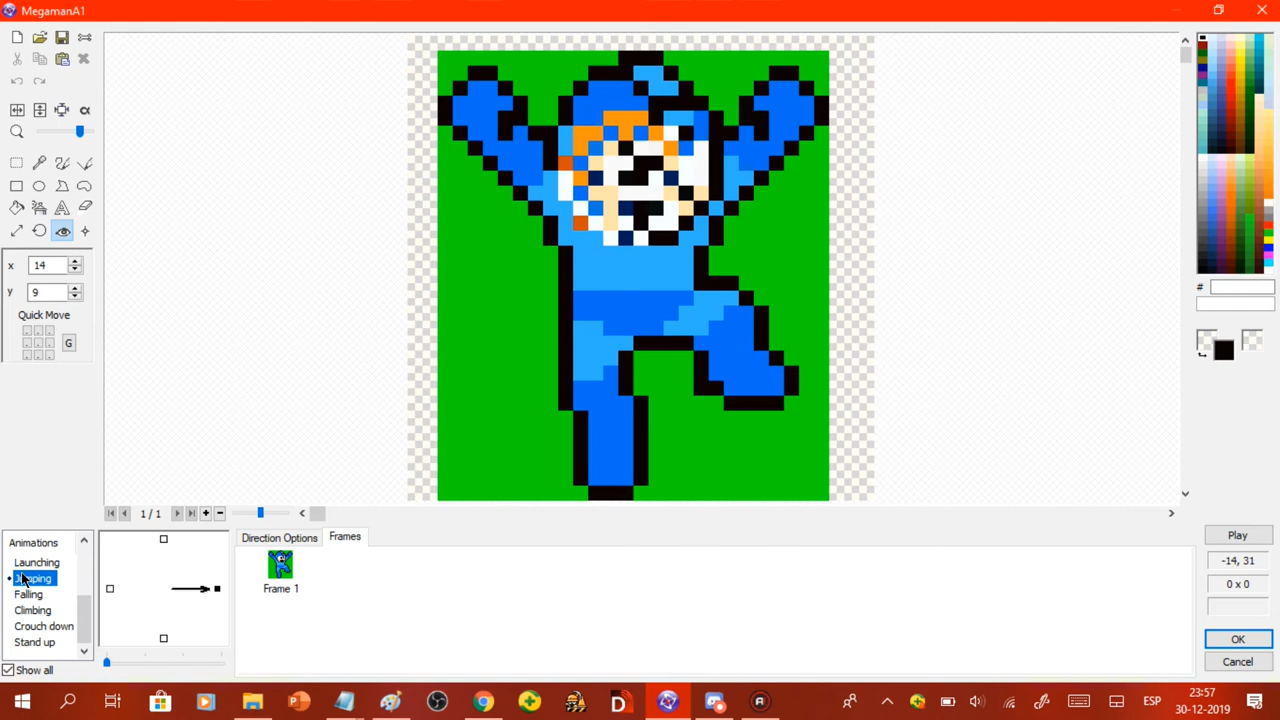 MegamanA1
x 14
y 9
Quick Move
G
#
1 / 1
Animations
Launching
Jumping
Falling
Climbing
Crouch down
Stand up
Show all
Direction Options
Frames
Frame 1
Play
-14, 31
0 x 0
OK
Cancel
ESP
23:57
30-12-2019